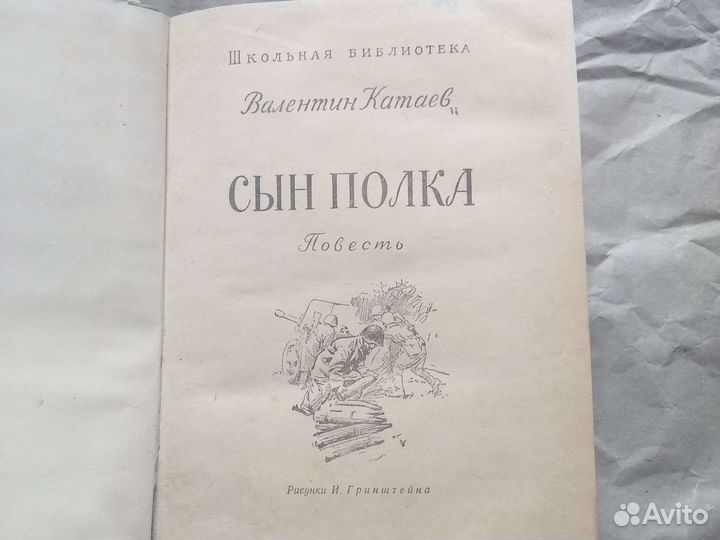 Школьная библиотека
Валентин Катаев
СЫН ПОЛКА
Повесть
Рисунки И. Гринштейна
Avito